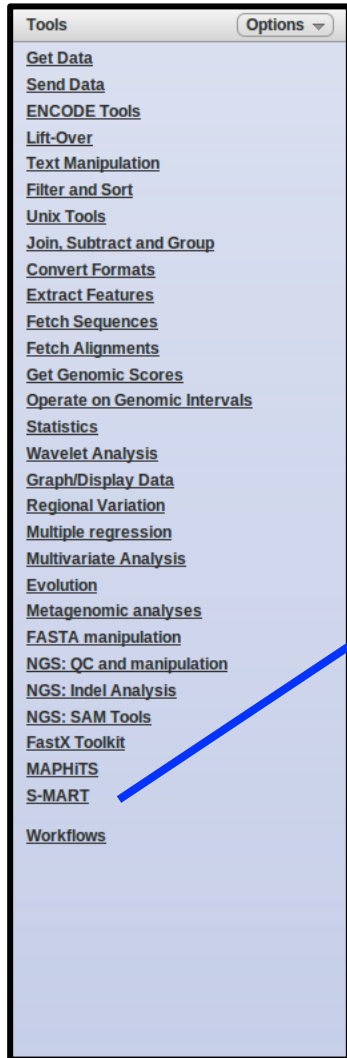 Tools Options
Get Data
Send Data
ENCODE Tools
Lift-Over
Text Manipulation
Filter and Sort
Unix Tools
Join, Subtract and Group
Convert Formats
Extract Features
Fetch Sequences
Fetch Alignments
Get Genomic Scores
Operate on Genomic Intervals
Statistics
Wavelet Analysis
Graph/Display Data
Regional Variation
Multiple regression
Multivariate Analysis
Evolution
Metagenomic analyses
FASTA manipulation
NGS: QC and manipulation
NGS: Indel Analysis
NGS: SAM Tools
FastX Toolkit
MAPHiTS
S-MART
Workflows